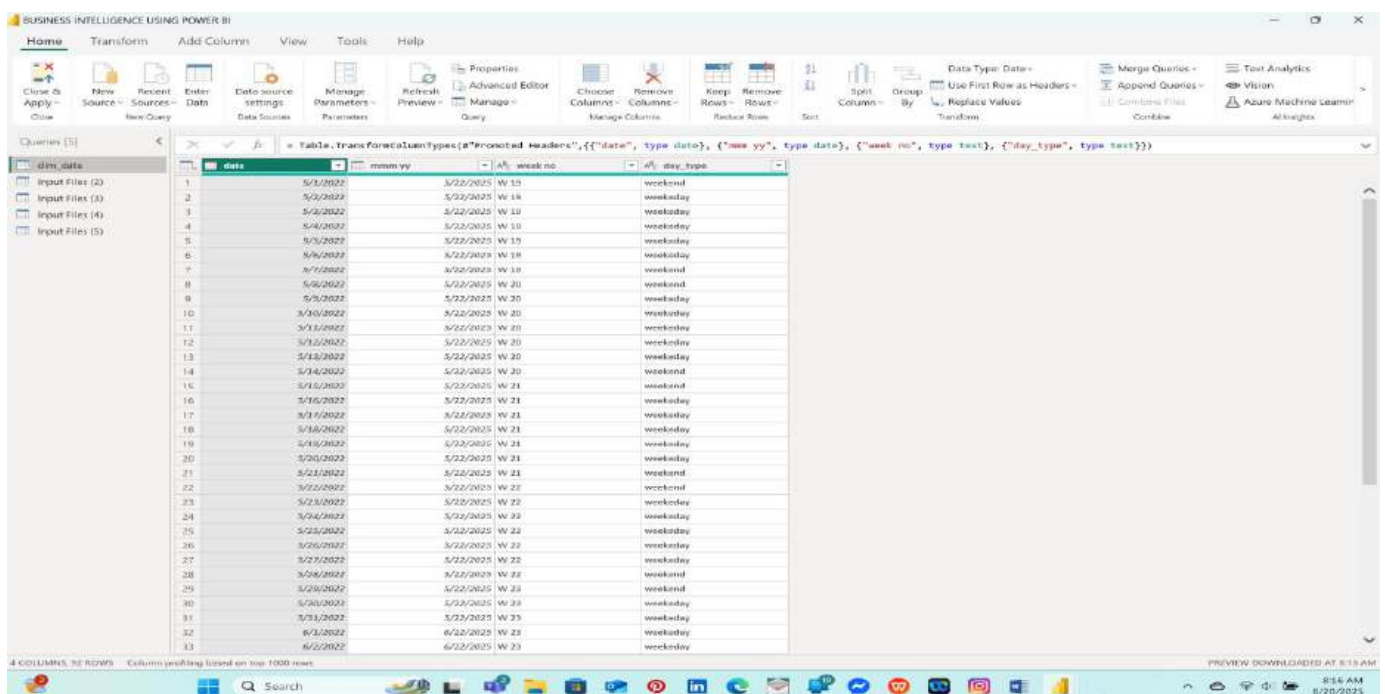 BUSINESS INTELLIGENCE USING POWER BI
Home Transform Add Column View Tools Help
Close & Apply
New Source
Recent Sources
Enter Data
Data source settings
Manage Parameters
Refresh Preview
Properties
Advanced Editor
Manage
Choose Columns
Remove Columns
Keep Rows
Remove Rows
Split Column
Group By
Data Type: Date
Use First Row as Headers
Replace Values
Merge Queries
Append Queries
Combine Files
Text Analytics
Vision
Azure Machine Learnin
Close New Query Data Sources Parameters Query Manage Columns Reduce Rows Sort Transform Combine AI Insights
Queries [5]
dim_date
Input Files (2)
Input Files (3)
Input Files (4)
Input Files (5)
= Table.TransformColumnTypes(#"Promoted Headers",{{"date", type date}, {"mmm yy", type date}, {"week no", type text}, {"day_type", type text}})
date mmm yy week no day_type
1 5/1/2022 5/22/2025 W 19 weekend
2 5/2/2022 5/22/2025 weekday
3 5/3/2022 5/22/2025 weekday
4 5/4/2022 5/22/2025 weekday
5 5/5/2022 5/22/2025 W 19 weekday
6 5/6/2022 5/22/2025 weekday
7 5/7/2022 5/22/2025 weekend
8 5/8/2022 5/22/2025 W 20 weekend
9 5/9/2022 5/22/2025 W 20 weekday
10 5/10/2022 5/22/2025 W 20 weekday
11 5/11/2022 5/22/2025 W 20 weekday
12 5/12/2022 5/22/2025 W 20 weekday
13 5/13/2022 5/22/2025 W 20 weekday
14 5/14/2022 5/22/2025 W 20 weekend
15 5/15/2022 5/22/2025 W 21 weekend
16 5/16/2022 5/22/2025 W 21 weekday
17 5/17/2022 5/22/2025 W 21 weekday
18 5/18/2022 5/22/2025 W 21 weekday
19 5/19/2022 5/22/2025 W 21 weekday
20 5/20/2022 5/22/2025 W 21 weekday
21 5/21/2022 5/22/2025 W 21 weekend
22 5/22/2022 5/22/2025 W 22 weekend
23 5/23/2022 5/22/2025 W 22 weekday
24 5/24/2022 5/22/2025 W 22 weekday
25 5/25/2022 5/22/2025 W 22 weekday
26 5/26/2022 5/22/2025 W 22 weekday
27 5/27/2022 5/22/2025 W 22 weekday
28 5/28/2022 5/22/2025 W 22 weekend
29 5/29/2022 5/22/2025 W 23 weekend
30 5/30/2022 5/22/2025 W 23 weekday
31 5/31/2022 5/22/2025 W 23 weekday
32 6/1/2022 6/22/2025 W 23 weekday
33 6/2/2022 6/22/2025 W 23 weekday
4 COLUMNS, 92 ROWS Column profiling based on top 1000 rows
PREVIEW DOWNLOADED AT 8:15 AM
Search
8:16 AM
6/20/2025